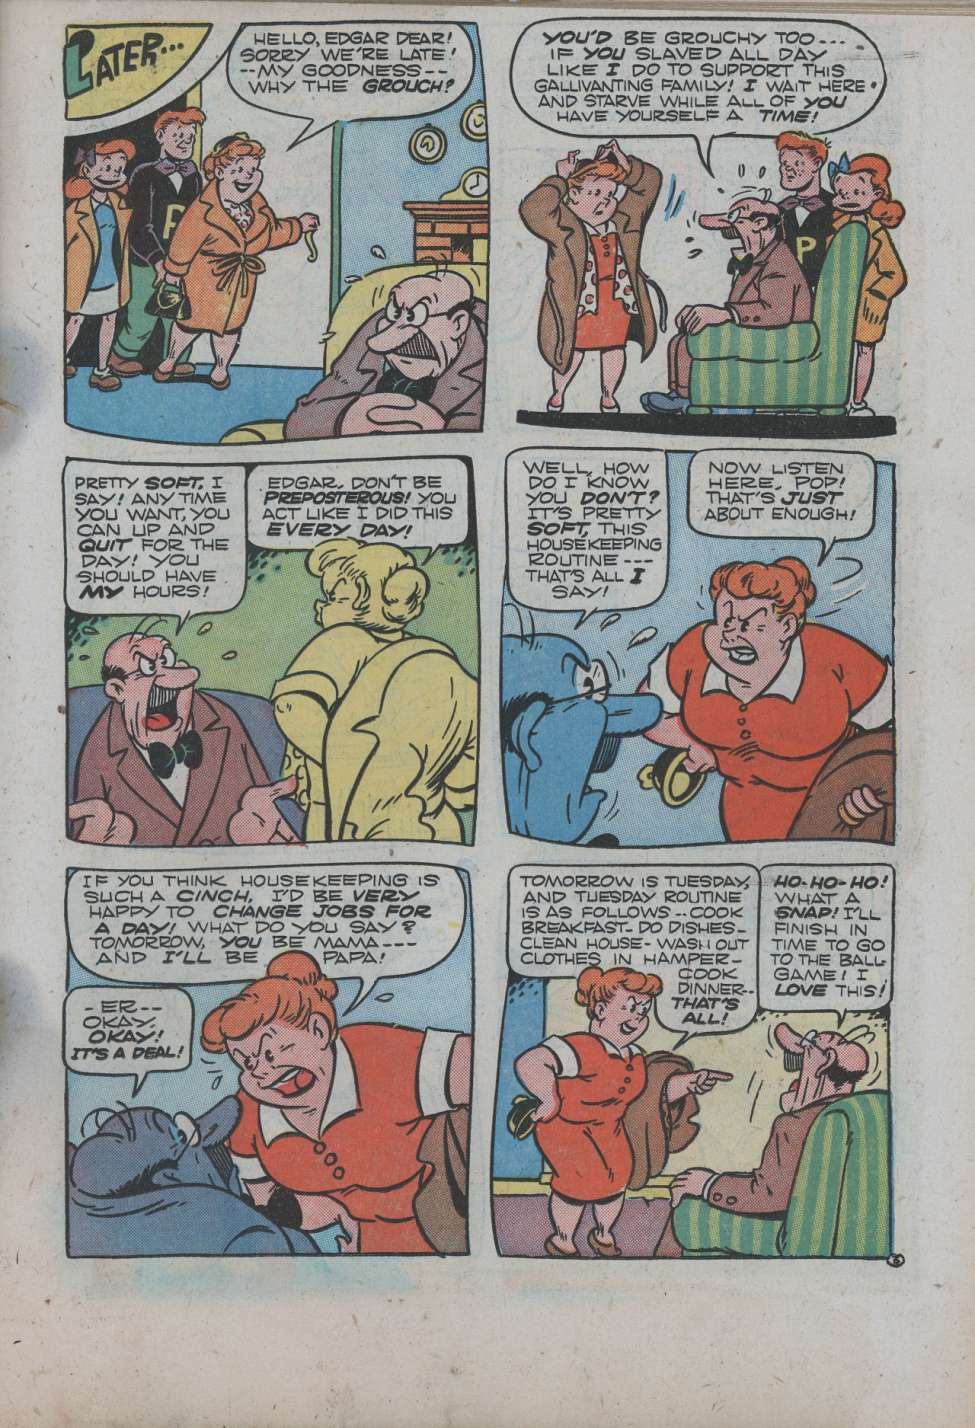 LATER...
HELLO, EDGAR DEAR!
SORRY WE'RE LATE!
--MY GOODNESS--
WHY THE GROUCH?
YOU'D BE GROUCHY TOO---
IF YOU SLAVED ALL DAY
LIKE I DO TO SUPPORT THIS
GALLIVANTING FAMILY! I WAIT HERE
AND STARVE WHILE ALL OF YOU
HAVE YOURSELF A TIME!
P
P
PRETTY SOFT, I
SAY! ANY TIME
YOU WANT, YOU
CAN UP AND
QUIT FOR THE
DAY! YOU
SHOULD HAVE
MY HOURS!
EDGAR, DON'T BE
PREPOSTEROUS! YOU
ACT LIKE I DID THIS
EVERY DAY!
WELL, HOW
DO I KNOW
YOU DON'T?
IT'S PRETTY
SOFT, THIS
HOUSEKEEPING
ROUTINE ---
THAT'S ALL I
SAY!
NOW LISTEN
HERE, POP!
THAT'S JUST
ABOUT ENOUGH!
IF YOU THINK HOUSEKEEPING IS
SUCH A CINCH, I'D BE VERY
HAPPY TO CHANGE JOBS FOR
A DAY! WHAT DO YOU SAY?
TOMORROW, YOU BE MAMA---
AND I'LL BE PAPA!
-ER--
OKAY,
OKAY!
IT'S A DEAL!
TOMORROW IS TUESDAY,
AND TUESDAY ROUTINE
IS AS FOLLOWS -- COOK
BREAKFAST- DO DISHES-
CLEAN HOUSE- WASH OUT
CLOTHES IN HAMPER-
COOK
DINNER--
THAT'S
ALL!
HO-HO-HO!
WHAT A
SNAP! I'LL
FINISH IN
TIME TO GO
TO THE BALL
GAME! I
LOVE THIS!